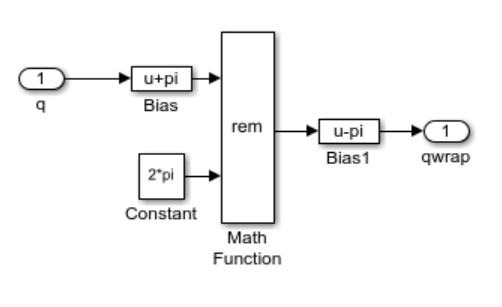 1
q
u+pi
Bias
2*pi
Constant
rem
Math
Function
u-pi
Bias1
1
qwrap